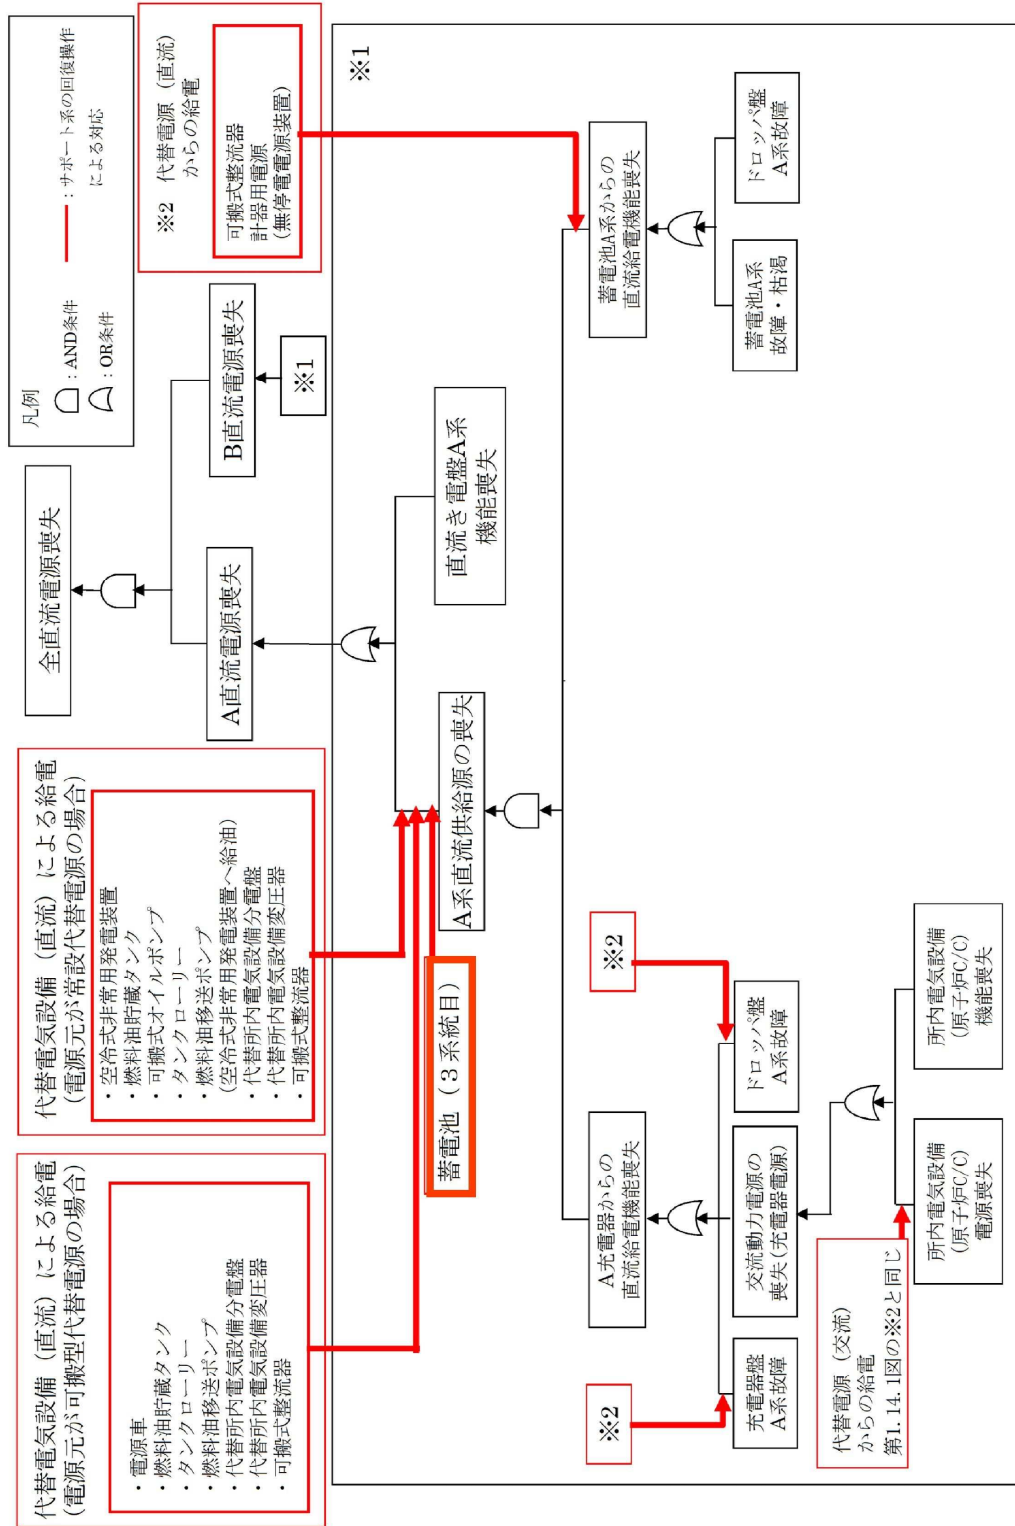 代替電気設備（直流）による給電
(電源元が可搬型代替電源の場合)
・電源車
・燃料油貯蔵タンク
・タンクローリー
・燃料油移送ポンプ
・代替所内電気設備分電盤
・代替所内電気設備変圧器
・可搬式整流器
代替電気設備（直流）による給電
(電源元が常設代替電源の場合)
・空冷式非常用発電装置
・燃料油貯蔵タンク
・可搬式オイルポンプ
・タンクローリー
・燃料油移送ポンプ
(空冷式非常用発電装置へ給油)
・代替所内電気設備分電盤
・代替所内電気設備変圧器
・可搬式整流器
全直流電源喪失
A直流電源喪失
B直流電源喪失
※1
凡例
：AND条件
：OR条件
：サポート系の回復操作
による対応
※2　代替電源（直流）
からの給電
可搬式整流器
計器用電源
(無停電電源装置)
※1
蓄電池（３系統目）
A系直流供給源の喪失
直流き電盤A系
機能喪失
A充電器からの
直流給電機能喪失
蓄電池A系からの
直流給電機能喪失
※2
※2
充電器盤
A系故障
交流動力電源の
喪失(充電器電源)
ドロッパ盤
A系故障
蓄電池A系
故障・枯渇
ドロッパ盤
A系故障
代替電源（交流）
からの給電
第1.14.1図の※2と同じ
所内電気設備
(原子炉C/C)
電源喪失
所内電気設備
(原子炉C/C)
機能喪失